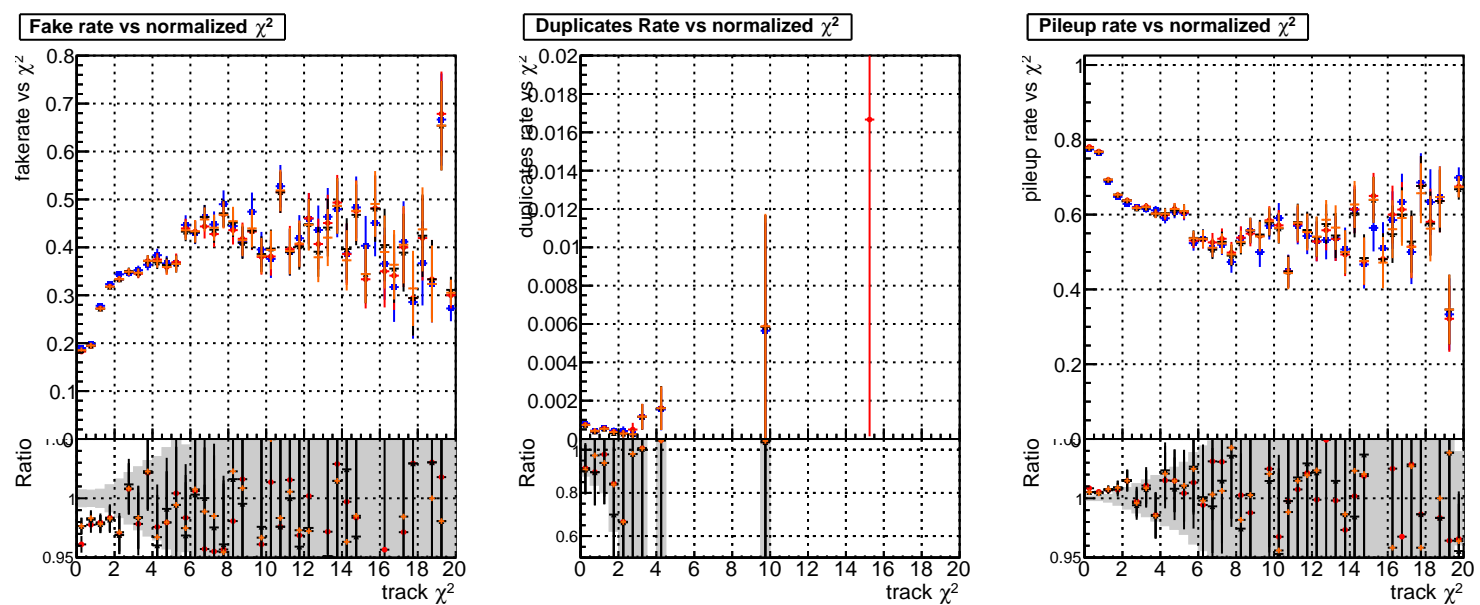 Fake rate vs normalized χ²
fakerate vs χ²
0.8
0.7
0.6
0.5
0.4
0.3
0.2
0.1
0
Ratio
1
0.95
0 2 4 6 8 10 12 14 16 18 20
track χ²
Duplicates Rate vs normalized χ²
duplicates rate vs χ²
0.02
0.018
0.016
0.014
0.012
0.01
0.008
0.006
0.004
0.002
0
Ratio
0.8
0.6
0 2 4 6 8 10 12 14 16 18 20
track χ²
Pileup rate vs normalized χ²
pileup rate vs χ²
1
0.8
0.6
0.4
0.2
0
Ratio
1
0.95
0 2 4 6 8 10 12 14 16 18 20
track χ²